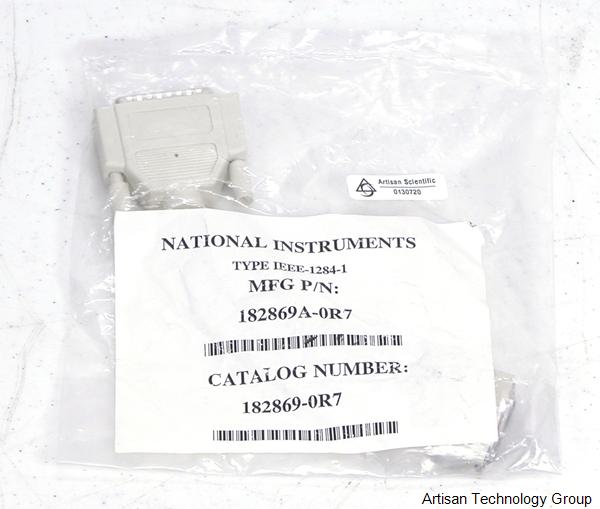 Artisan Scientific
0130720
NATIONAL INSTRUMENTS
TYPE IEEE-1284-1
MFG P/N:
182869A-0R7
CATALOG NUMBER:
182869-0R7
Artisan Technology Group